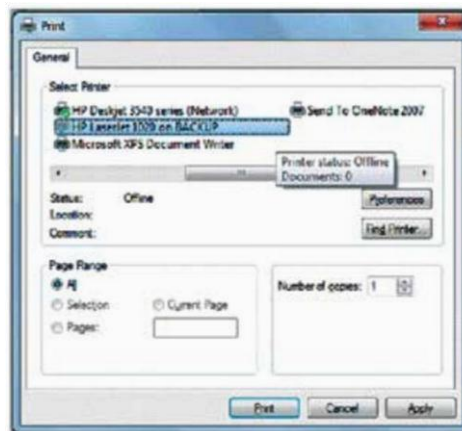 Print
General
Select Printer
HP Deskjet 3540 series (Network)
Send To OneNote 2007
HP LaserJet 1020 on BACKUP
Microsoft XPS Document Writer
Printer status: Offline
Documents: 0
Status: Offline
Preferences
Location:
Comment:
Find Printer...
Page Range
All
Number of copies: 1
Selection
Current Page
Pages:
Print
Cancel
Apply